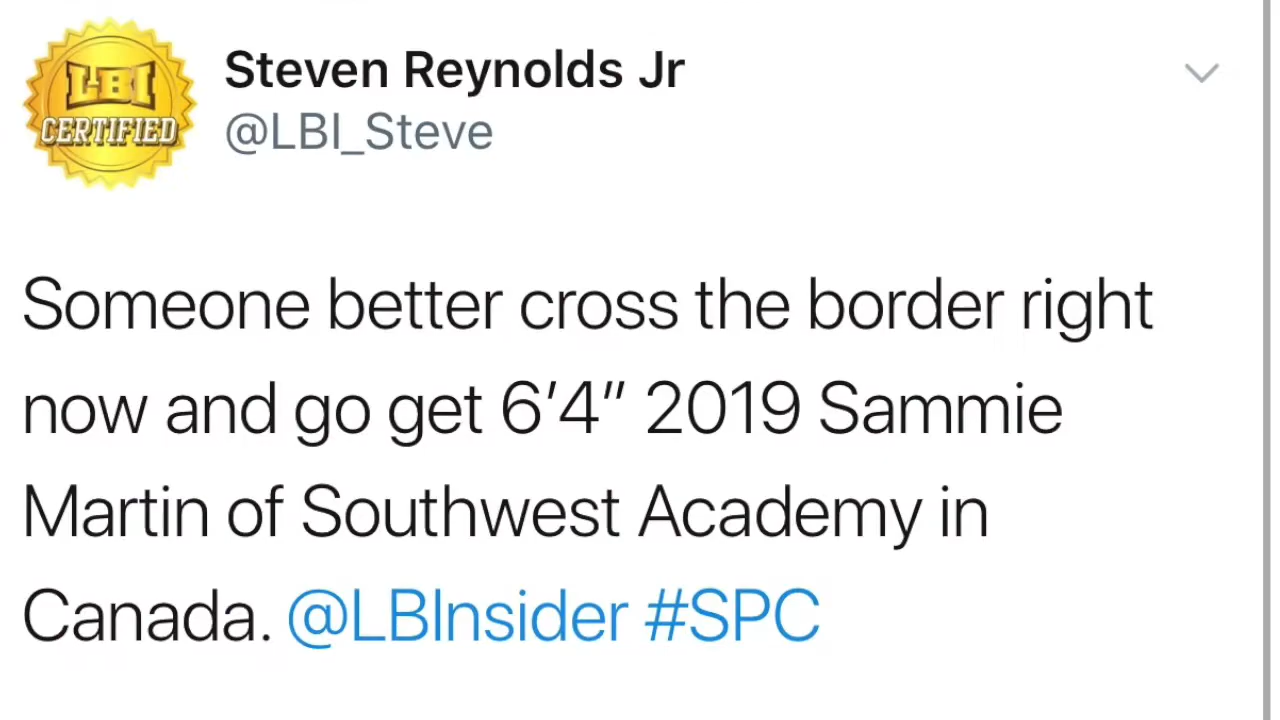 LBI
CERTIFIED
Steven Reynolds Jr
@LBI_Steve
Someone better cross the border right
now and go get 6'4" 2019 Sammie
Martin of Southwest Academy in
Canada. @LBInsider #SPC